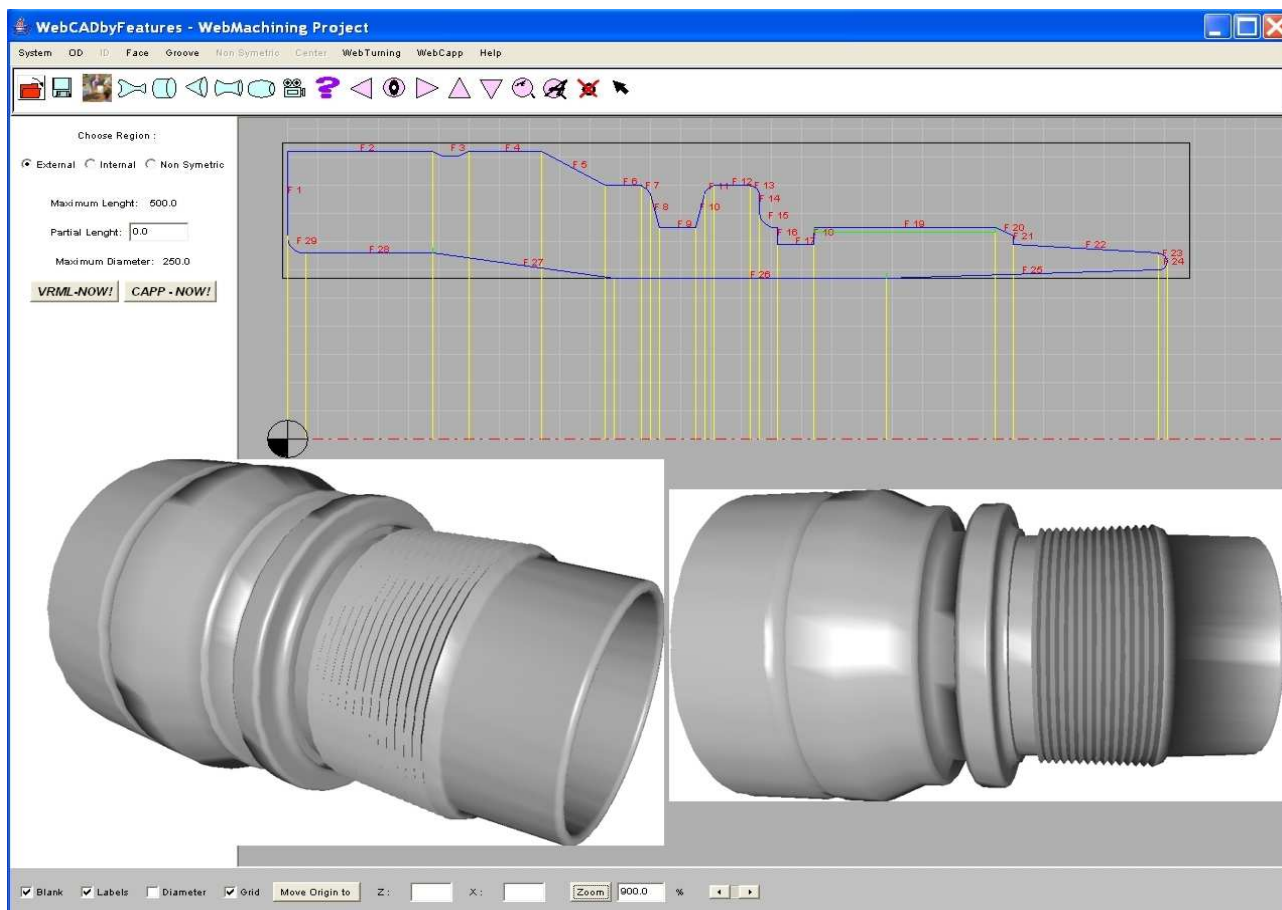 WebCADbyFeatures - WebMachining Project
System OD ID Face Groove Non Symetric Center WebTurning WebCapp Help
Choose Region :
External Internal Non Symetric
Maximum Lenght: 500.0
Partial Lenght: 0.0
Maximum Diameter: 250.0
VRML-NOW! CAPP - NOW!
F 2 F 3 F 4
F 5
F 1
F 6 F 7 F 11 F 12 F 13
F 8 F 10 F 14
F 9 F 15
F 16 F 17 F 18 F 19 F 20
F 21
F 22
F 23
F 24
F 29 F 28
F 27
F 26 F 25
Blank Labels Diameter Grid Move Origin to Z : X : Zoom 900.0 %